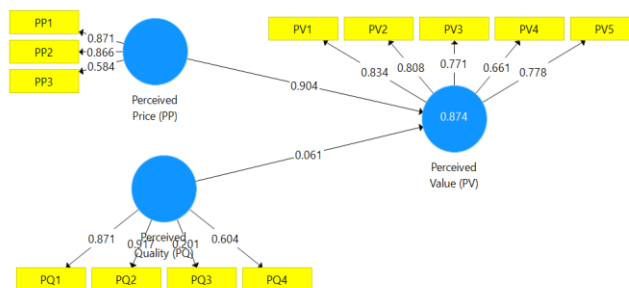 PP1
PP2
PP3
0.871
0.866
0.584
Perceived
Price (PP)
PV1
PV2
PV3
PV4
PV5
0.834
0.808
0.771
0.661
0.778
0.904
0.874
Perceived
Value (PV)
0.061
Perceived
Quality (PQ)
0.871
0.917
0.201
0.604
PQ1
PQ2
PQ3
PQ4